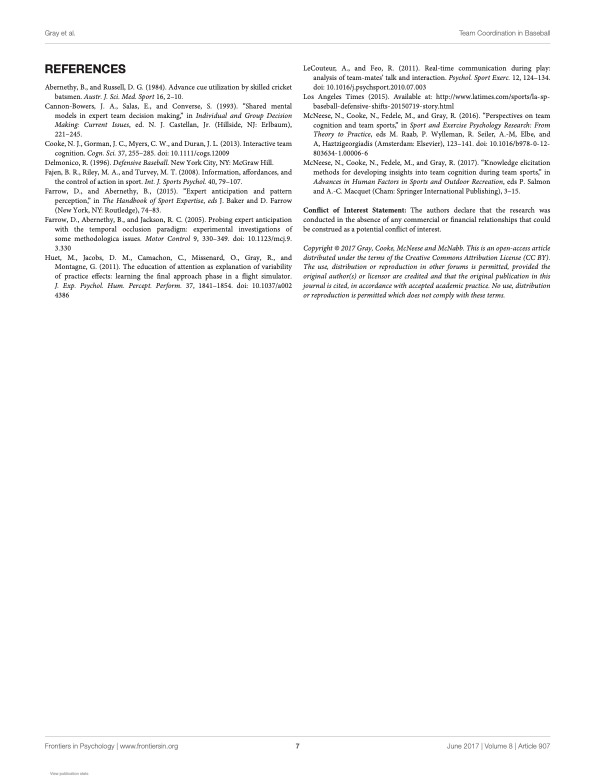 Gray et al.
Team Coordination in Baseball
REFERENCES
Abernethy, B., and Russell, D. G. (1984). Advance cue utilization by skilled cricket
batsmen. Austr. J. Sci. Med. Sport 16, 2–10.
Cannon-Bowers, J. A., Salas, E., and Converse, S. (1993). “Shared mental
models in expert team decision making,” in Individual and Group Decision
Making: Current Issues, ed. N. J. Castellan, Jr. (Hillside, NJ: Erlbaum),
221–245.
Cooke, N. J., Gorman, J. C., Myers, C. W., and Duran, J. L. (2013). Interactive team
cognition. Cogn. Sci. 37, 255–285. doi: 10.1111/cogs.12009
Delmonico, R. (1996). Defensive Baseball. New York City, NY: McGraw Hill.
Fajen, B. R., Riley, M. A., and Turvey, M. T. (2008). Information, affordances, and
the control of action in sport. Int. J. Sports Psychol. 40, 79–107.
Farrow, D., and Abernethy, B., (2015). “Expert anticipation and pattern
perception,” in The Handbook of Sport Expertise, eds J. Baker and D. Farrow
(New York, NY: Routledge), 74–83.
Farrow, D., Abernethy, B., and Jackson, R. C. (2005). Probing expert anticipation
with the temporal occlusion paradigm: experimental investigations of
some methodological issues. Motor Control 9, 330–349. doi: 10.1123/mcj.9.
3.330
Huet, M., Jacobs, D. M., Camachon, C., Missenard, O., Gray, R., and
Montagne, G. (2011). The education of attention as explanation of variability
of practice effects: learning the final approach phase in a flight simulator.
J. Exp. Psychol. Hum. Percept. Perform. 37, 1841–1854. doi: 10.1037/a002
4386
LeCouteur, A., and Feo, R. (2011). Real-time communication during play:
analysis of team-mates’ talk and interaction. Psychol. Sport Exerc. 12, 124–134.
doi: 10.1016/j.psychsport.2010.07.003
Los Angeles Times (2015). Available at: http://www.latimes.com/sports/la-sp-
baseball-defensive-shifts-20150719-story.html
McNeese, N., Cooke, N., Fedele, M., and Gray, R. (2016). “Perspectives on team
cognition and team sports,” in Sport and Exercise Psychology Research: From
Theory to Practice, eds M. Raab, P. Wylleman, R. Seiler, A.-M, Elbe, and
A, Hartzigeorgiadis (Amsterdam: Elsevier), 123–141. doi: 10.1016/b978-0-12-
803634-1.00006-6
McNeese, N., Cooke, N., Fedele, M., and Gray, R. (2017). “Knowledge elicitation
methods for developing insights into team cognition during team sports,” in
Advances in Human Factors in Sports and Outdoor Recreation, eds P. Salmon
and A.-C. Macquet (Cham: Springer International Publishing), 3–15.
Conflict of Interest Statement: The authors declare that the research was
conducted in the absence of any commercial or financial relationships that could
be construed as a potential conflict of interest.
Copyright © 2017 Gray, Cooke, McNeese and McNabb. This is an open-access article
distributed under the terms of the Creative Commons Attribution License (CC BY).
The use, distribution or reproduction in other forums is permitted, provided the
original author(s) or licensor are credited and that the original publication in this
journal is cited, in accordance with accepted academic practice. No use, distribution
or reproduction is permitted which does not comply with these terms.
Frontiers in Psychology | www.frontiersin.org
7
June 2017 | Volume 8 | Article 907
View publication stats